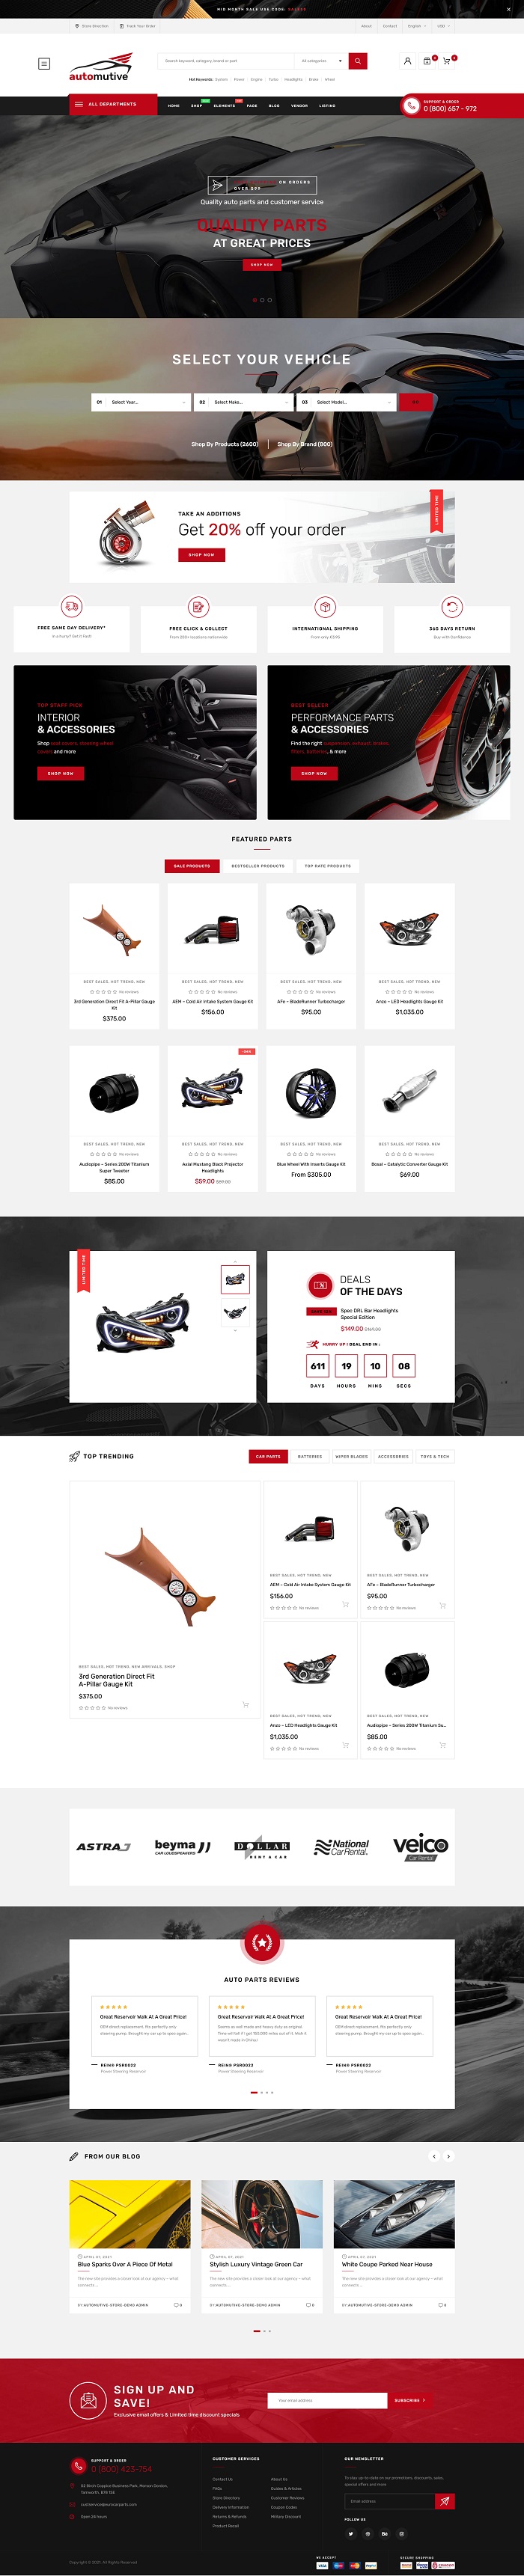 MID MONTH SALE USE CODE: SALE20
Store Direction
Track Your Order
About
Contact
English
USD
automutive
Search keyword, category, brand or part
All categories
Hot Keywords: System Power Engine Turbo Headlights Brake Wheel
ALL DEPARTMENTS
HOME SHOP ELEMENTS PAGE BLOG VENDOR LISTING
SUPPORT & ORDER
0 (800) 657 - 972
ON ORDERS
OVER $99
Quality auto parts and customer service
QUALITY PARTS
AT GREAT PRICES
SHOP NOW
SELECT YOUR VEHICLE
01 Select Year...
02 Select Make...
03 Select Model...
GO
Shop By Products (2600)
Shop By Brand (800)
TAKE AN ADDITIONS
Get 20% off your order
SHOP NOW
LIMITED TIME
FREE SAME DAY DELIVERY*
In a hurry? Get it Fast!
FREE CLICK & COLLECT
From 200+ locations nationwide
INTERNATIONAL SHIPPING
From only £3.95
365 DAYS RETURN
Buy with Confidence
TOP STAFF PICK
INTERIOR
& ACCESSORIES
Shop seat covers, steering wheel
covers and more
SHOP NOW
BEST SELLER
PERFORMANCE PARTS
& ACCESSORIES
Find the right suspension, exhaust, brakes,
filters, batteries, & more
SHOP NOW
FEATURED PARTS
SALE PRODUCTS
BESTSELLER PRODUCTS
TOP RATE PRODUCTS
BEST SALES, HOT TREND, NEW
No reviews
3rd Generation Direct Fit A-Pillar Gauge
Kit
$375.00
BEST SALES, HOT TREND, NEW
No reviews
AEM – Cold Air Intake System Gauge Kit
$156.00
BEST SALES, HOT TREND, NEW
No reviews
AFe – BladeRunner Turbocharger
$95.00
BEST SALES, HOT TREND, NEW
No reviews
Anzo – LED Headlights Gauge Kit
$1,035.00
BEST SALES, HOT TREND, NEW
No reviews
Audiopipe – Series 200W Titanium
Super Tweeter
$85.00
BEST SALES, HOT TREND, NEW
No reviews
Axial Mustang Black Projector
Headlights
$59.00 $89.00
BEST SALES, HOT TREND, NEW
No reviews
Blue Wheel With Inserts Gauge Kit
From $305.00
BEST SALES, HOT TREND, NEW
No reviews
Bosal – Catalytic Converter Gauge Kit
$69.00
LIMITED TIME
DEALS
OF THE DAYS
Spec DRL Bar Headlights
Special Edition
$149.00 $169.00
HURRY UP ! DEAL END IN :
611 19 10 08
DAYS HOURS MINS SECS
TOP TRENDING
CAR PARTS
BATTERIES
WIPER BLADES
ACCESSORIES
TOYS & TECH
BEST SALES, HOT TREND, NEW ARRIVALS, SHOP
3rd Generation Direct Fit
A-Pillar Gauge Kit
$375.00
No reviews
BEST SALES, HOT TREND, NEW
AEM – Cold Air Intake System Gauge Kit
$156.00
No reviews
BEST SALES, HOT TREND, NEW
AFe – BladeRunner Turbocharger
$95.00
No reviews
BEST SALES, HOT TREND, NEW
Anzo – LED Headlights Gauge Kit
$1,035.00
No reviews
BEST SALES, HOT TREND, NEW
Audiopipe – Series 200W Titanium Su...
$85.00
No reviews
ASTRA
beyma
CAR LOUDSPEAKERS
DOLLAR
RENT A CAR
National
Car Rental.
veico
Car Rental
AUTO PARTS REVIEWS
Great Reservoir Walk At A Great Price!
OEM direct replacement, fits perfectly only
steering pump. Brought my car up to spec again...
REINH PSR0022
Power Steering Reservoir
Great Reservoir Walk At A Great Price!
Seems as well made and heavy duty as original.
Time will tell if I get 150,000 miles out of it. Wish it
wasn't made in China!
REINH PSR0022
Power Steering Reservoir
Great Reservoir Walk At A Great Price!
OEM direct replacement, fits perfectly only
steering pump. Brought my car up to spec again...
REINH PSR0022
Power Steering Reservoir
FROM OUR BLOG
APRIL 07, 2021
Blue Sparks Over A Piece Of Metal
The new site provides a closer look at our agency – what
connects ...
BY AUTOMOTIVE-STORE-DEMO ADMIN 0
APRIL 07, 2021
Stylish Luxury Vintage Green Car
The new site provides a closer look at our agency – what
connects ...
BY AUTOMOTIVE-STORE-DEMO ADMIN 0
APRIL 07, 2021
White Coupe Parked Near House
The new site provides a closer look at our agency – what
connects ...
BY AUTOMOTIVE-STORE-DEMO ADMIN 0
SIGN UP AND
SAVE!
Exclusive email offers & Limited time discount specials
Your email address
SUBSCRIBE
SUPPORT & ORDER
0 (800) 423-754
Tamworth, B78 1SE
Open 24 hours
CUSTOMER SERVICES
Contact Us
FAQs
Store Directory
Delivery Information
Returns & Refunds
Product Recall
About Us
Guides & Articles
Customer Reviews
Coupon Codes
Military Discount
OUR NEWSLETTER
To stay up-to-date on our promotions, discounts, sales,
special offers and more
Email address
FOLLOW US
Copyright © 2021. All Rights Reserved
WE ACCEPT
VISA
PayPal
SECURE SHOPPING